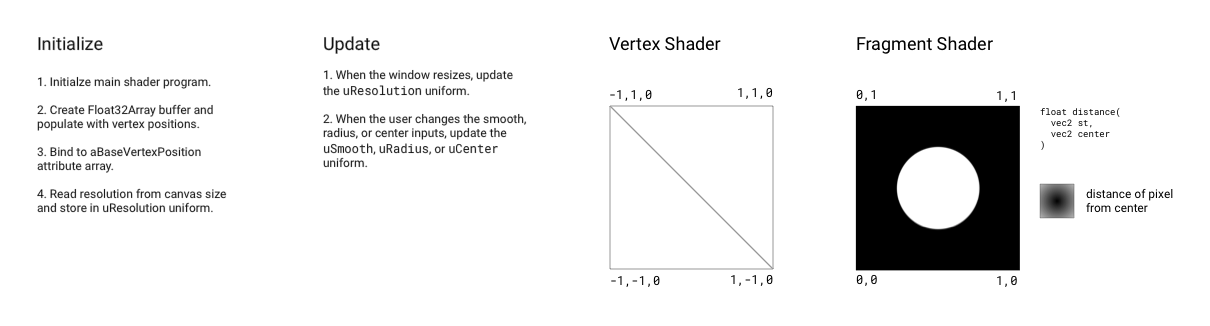 Initialize
1. Initialze main shader program.
2. Create Float32Array buffer and
populate with vertex positions.
3. Bind to aBaseVertexPosition
attribute array.
4. Read resolution from canvas size
and store in uResolution uniform.
Update
1. When the window resizes, update
the uResolution uniform.
2. When the user changes the smooth,
radius, or center inputs, update the
uSmooth, uRadius, or uCenter
uniform.
Vertex Shader
-1,1,0
1,1,0
-1,-1,0
1,-1,0
Fragment Shader
0,1
1,1
0,0
1,0
float distance(
vec2 st,
vec2 center
)
distance of pixel
from center